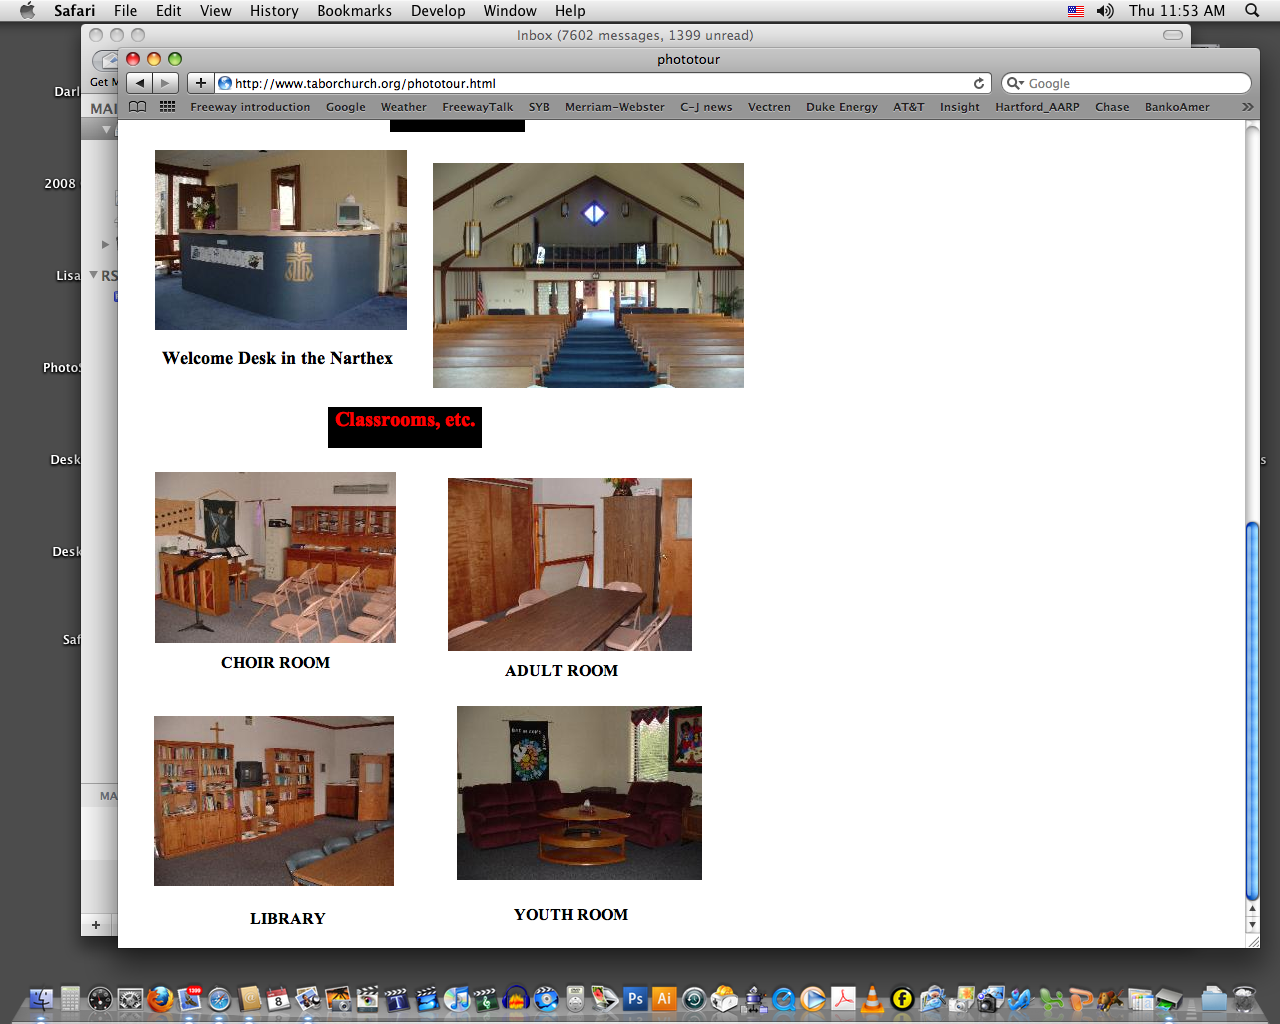 Safari File Edit View History Bookmarks Develop Window Help Thu 11:53 AM
Inbox (7602 messages, 1399 unread)
phototour
Get M
http://www.taborchurch.org/phototour.html
Google
Freeway introduction Google Weather FreewayTalk SYB Merriam-Webster C-J news Vectren Duke Energy AT&T Insight Hartford_AARP Chase BankoAmer
Darl
MAI
2008
Lisa
RS
PhotoS
Desk
Desk
Saf
MA
Welcome Desk in the Narthex
Classrooms, etc.
CHOIR ROOM
ADULT ROOM
LIBRARY
YOUTH ROOM
1399
8
Ps
Ai